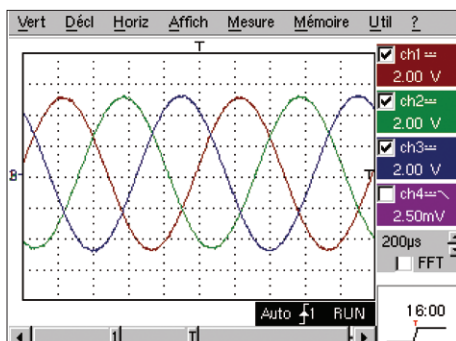 Vert Décl Horiz Affich Mesure Mémoire Util ?
T
ch1
2.00 V
ch2
2.00 V
ch3
2.00 V
ch4
2.50mV
T
200µs
FFT
16:00
Auto 1 RUN
1 T